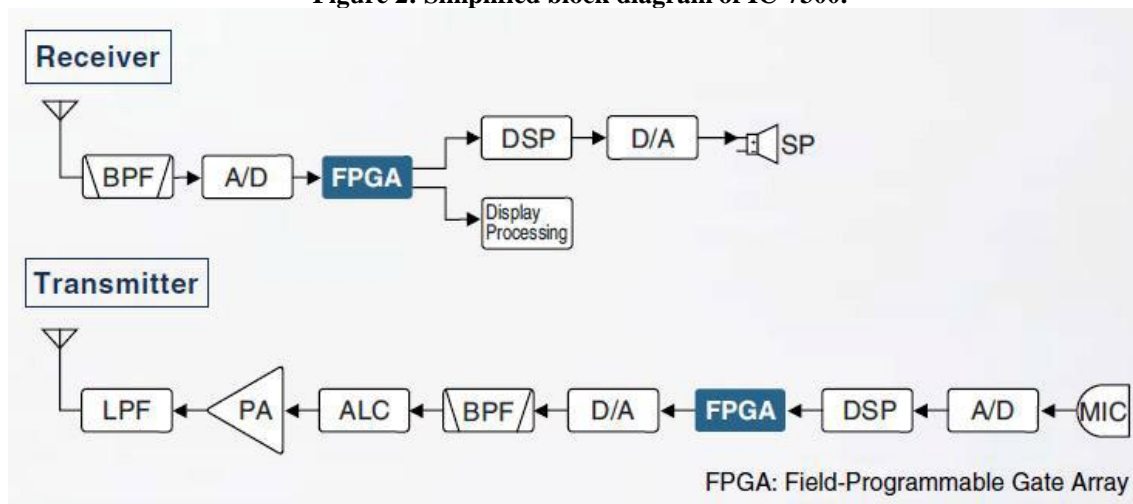 Figure 2: Simplified block diagram of IC-7300.
Receiver
BPF
A/D
FPGA
DSP
D/A
SP
Display
Processing
Transmitter
LPF
PA
ALC
BPF
D/A
FPGA
DSP
A/D
MIC
FPGA: Field-Programmable Gate Array